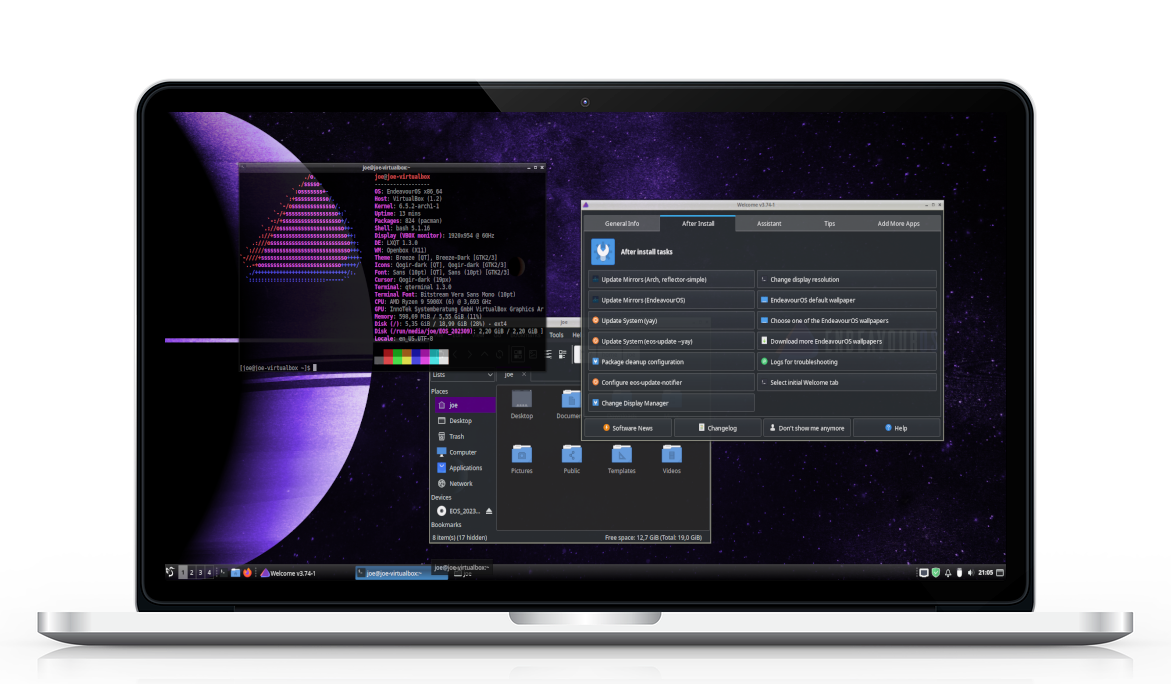 joe@joe-virtualbox:~
joe@joe-virtualbox
------------------
OS: EndeavourOS x86_64
Host: VirtualBox (1.2)
Kernel: 6.5.2-arch1-1
Uptime: 13 mins
Packages: 824 (pacman)
Shell: bash 5.1.16
Display (VBOX monitor): 1920x954 @ 60Hz
DE: LXQT 1.3.0
WM: Openbox (X11)
Theme: Breeze [QT], Breeze-Dark [GTK2/3]
Icons: Qogir-dark [QT], Qogir-dark [GTK2/3]
Font: Sans (10pt) [QT], Sans (10pt) [GTK2/3]
Cursor: Qogir-dark (19px)
Terminal: qterminal 1.3.0
Terminal Font: Bitstream Vera Sans Mono (10pt)
CPU: AMD Ryzen 9 5900X (6) @ 3,693 GHz
GPU: InnoTek Systemberatung GmbH VirtualBox Graphics Ar
Memory: 590,69 MiB / 5,55 GiB (11%)
Disk (/): 5,35 GiB / 18,99 GiB (28%) - ext4
Disk (/run/media/joe/EOS_202309): 2,20 GiB / 2,20 GiB ]
Locale: en_US.UTF-8
[joe@joe-virtualbox ~]$
Welcome v3.74-1
General Info
After Install
Assistant
Tips
Add More Apps
After install tasks
Update Mirrors (Arch, reflector-simple)
Change display resolution
Update Mirrors (EndeavourOS)
EndeavourOS default wallpaper
Update System (yay)
Choose one of the EndeavourOS wallpapers
Update System (eos-update --yay)
Download more EndeavourOS wallpapers
Package cleanup configuration
Logs for troubleshooting
Configure eos-update-notifier
Select initial Welcome tab
Change Display Manager
Software News
Changelog
Don't show me anymore
Help
ENDEAVOUROS
joe
Tools
He
Lists
joe
Places
joe
Desktop
Trash
Computer
Applications
Network
Devices
EOS_2023...
Bookmarks
Desktop
Docume
Pictures
Public
Templates
Videos
8 item(s) (17 hidden)
Free space: 12,7 GiB (Total: 19,0 GiB)
joe@joe-virtualbox:~
1 2 3 4
Welcome v3.74-1
joe@joe-virtualbox:~
joe
21:05